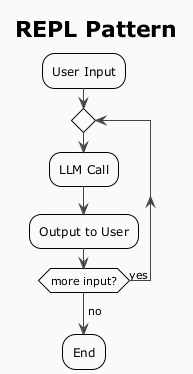 REPL Pattern
User Input
LLM Call
Output to User
more input?
yes
no
End